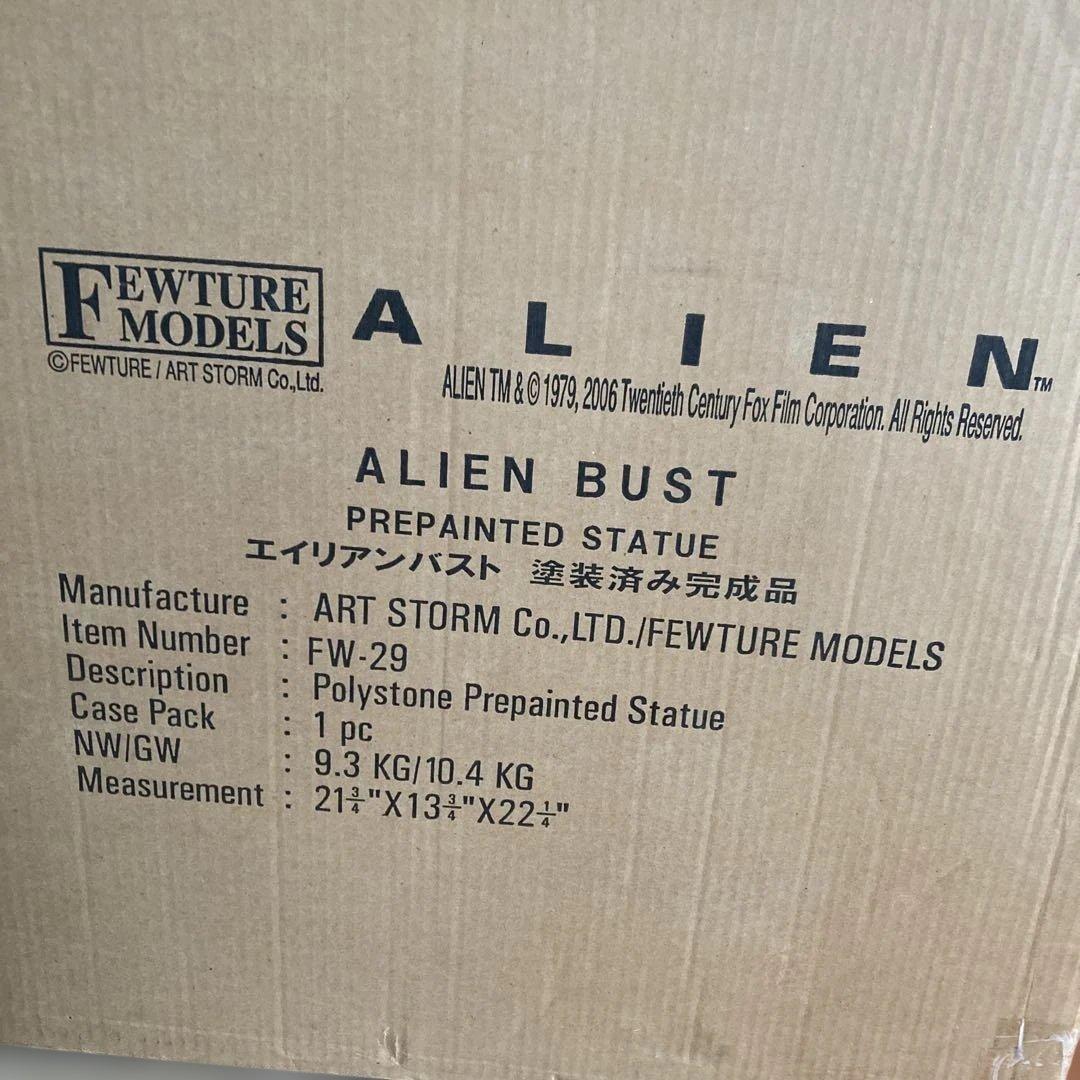 FEWTURE
MODELS
©FEWTURE / ART STORM Co.,Ltd.
ALIEN™
ALIEN TM & © 1979, 2006 Twentieth Century Fox Film Corporation. All Rights Reserved.
ALIEN BUST
PREPAINTED STATUE
エイリアンバスト 塗装済み完成品
Manufacture : ART STORM Co.,LTD./FEWTURE MODELS
Item Number : FW-29
Description : Polystone Prepainted Statue
Case Pack : 1 pc
NW/GW : 9.3 KG/10.4 KG
Measurement : 21¾"X13¾"X22¼"